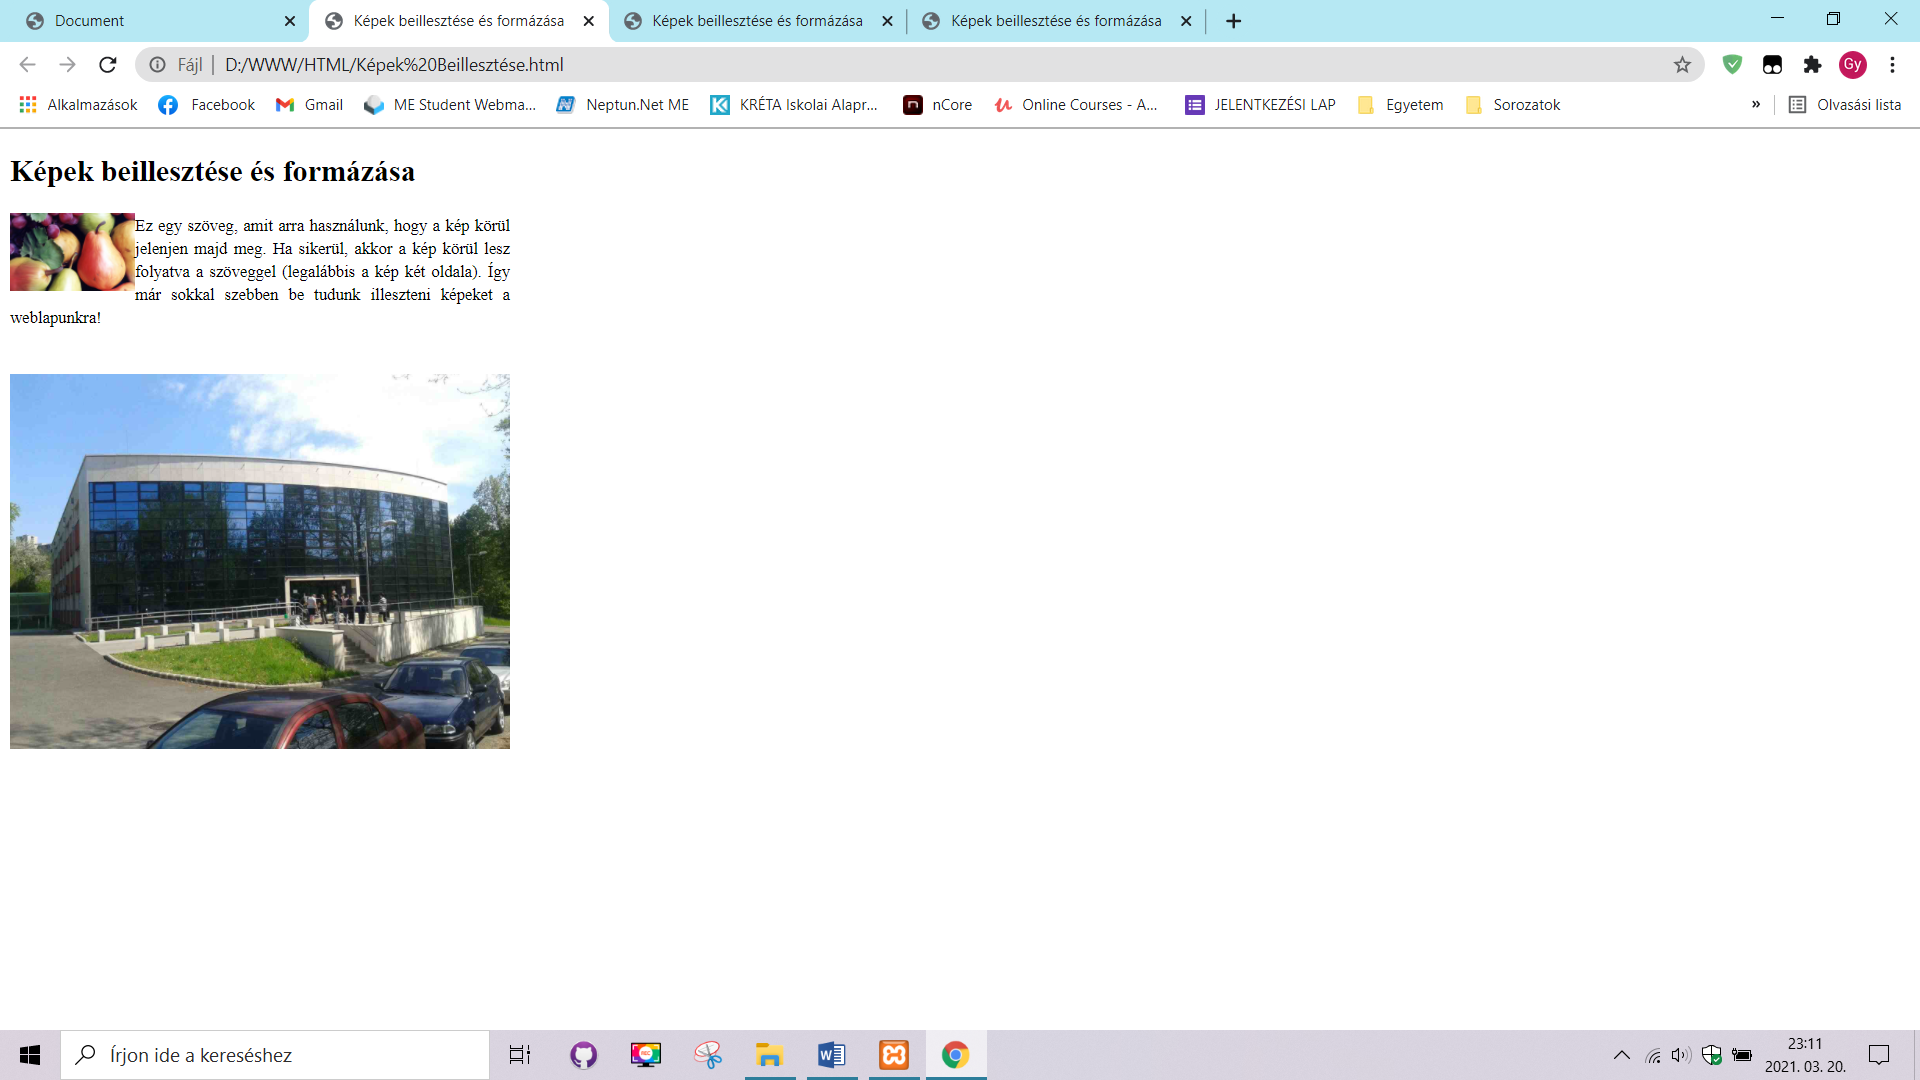 Document
Képek beillesztése és formázása
Képek beillesztése és formázása
Képek beillesztése és formázása
Fájl | D:/WWW/HTML/Képek%20Beillesztése.html
Gy
Alkalmazások
Facebook
Gmail
ME Student Webma...
Neptun.Net ME
KRÉTA Iskolai Alapr...
nCore
Online Courses - A...
JELENTKEZÉSI LAP
Egyetem
Sorozatok
»
Olvasási lista
Képek beillesztése és formázása
Ez egy szöveg, amit arra használunk, hogy a kép körül
jelenjen majd meg. Ha sikerül, akkor a kép körül lesz
folyatva a szöveggel (legalábbis a kép két oldala). Így
már sokkal szebben be tudunk illeszteni képeket a
weblapunkra!
Írjon ide a kereséshez
23:11
2021. 03. 20.